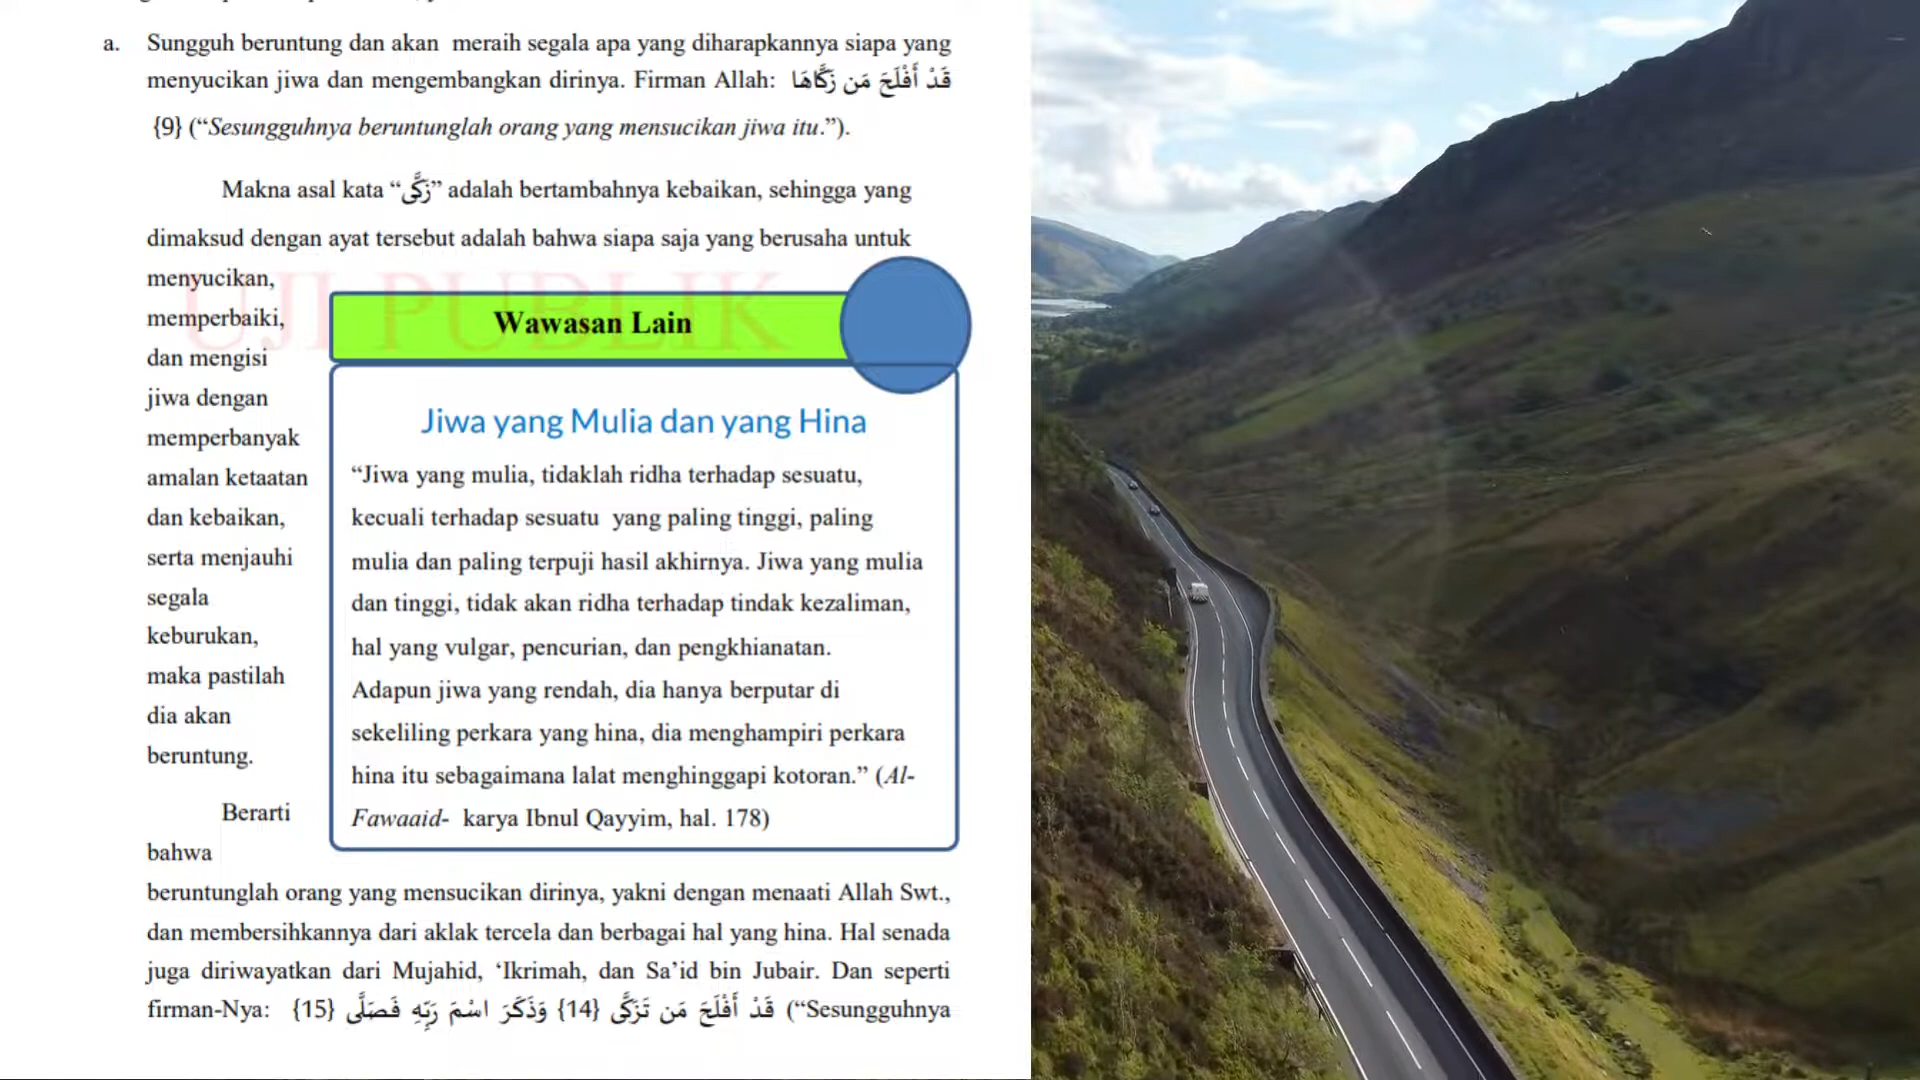 a. Sungguh beruntung dan akan meraih segala apa yang diharapkannya siapa yang
menyucikan jiwa dan mengembangkan dirinya. Firman Allah: قَدْ أَفْلَحَ مَن زَكَّاهَا
{9} (“Sesungguhnya beruntunglah orang yang mensucikan jiwa itu.”).
Makna asal kata “زَكَّى” adalah bertambahnya kebaikan, sehingga yang
dimaksud dengan ayat tersebut adalah bahwa siapa saja yang berusaha untuk
menyucikan,
memperbaiki,
dan mengisi
jiwa dengan
memperbanyak
amalan ketaatan
dan kebaikan,
serta menjauhi
segala
keburukan,
maka pastilah
dia akan
beruntung.
Berarti
bahwa
UJI PUBLIK
Wawasan Lain
Jiwa yang Mulia dan yang Hina
“Jiwa yang mulia, tidaklah ridha terhadap sesuatu,
kecuali terhadap sesuatu yang paling tinggi, paling
mulia dan paling terpuji hasil akhirnya. Jiwa yang mulia
dan tinggi, tidak akan ridha terhadap tindak kezaliman,
hal yang vulgar, pencurian, dan pengkhianatan.
Adapun jiwa yang rendah, dia hanya berputar di
sekeliling perkara yang hina, dia menghampiri perkara
hina itu sebagaimana lalat menghinggapi kotoran.” (Al-
Fawaaid- karya Ibnul Qayyim, hal. 178)
beruntunglah orang yang mensucikan dirinya, yakni dengan menaati Allah Swt.,
dan membersihkannya dari aklak tercela dan berbagai hal yang hina. Hal senada
juga diriwayatkan dari Mujahid, ‘Ikrimah, dan Sa’id bin Jubair. Dan seperti
firman-Nya: قَدْ أَفْلَحَ مَن تَزَكَّى {14} وَذَكَرَ اسْمَ رَبِّهِ فَصَلَّى {15} (“Sesungguhnya